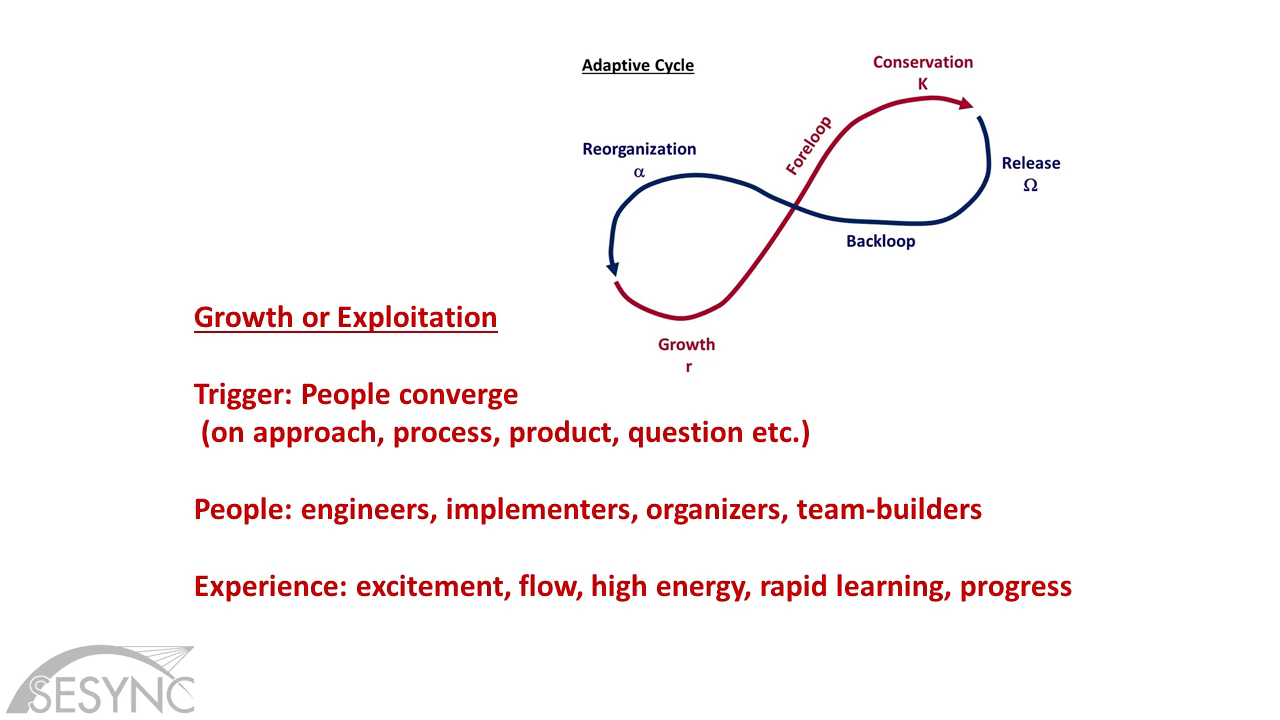 Adaptive Cycle
Conservation
K
Foreloop
Reorganization
α
Release
Ω
Backloop
Growth or Exploitation
Growth
r
Trigger: People converge
(on approach, process, product, question etc.)
People: engineers, implementers, organizers, team-builders
Experience: excitement, flow, high energy, rapid learning, progress
SESYNC